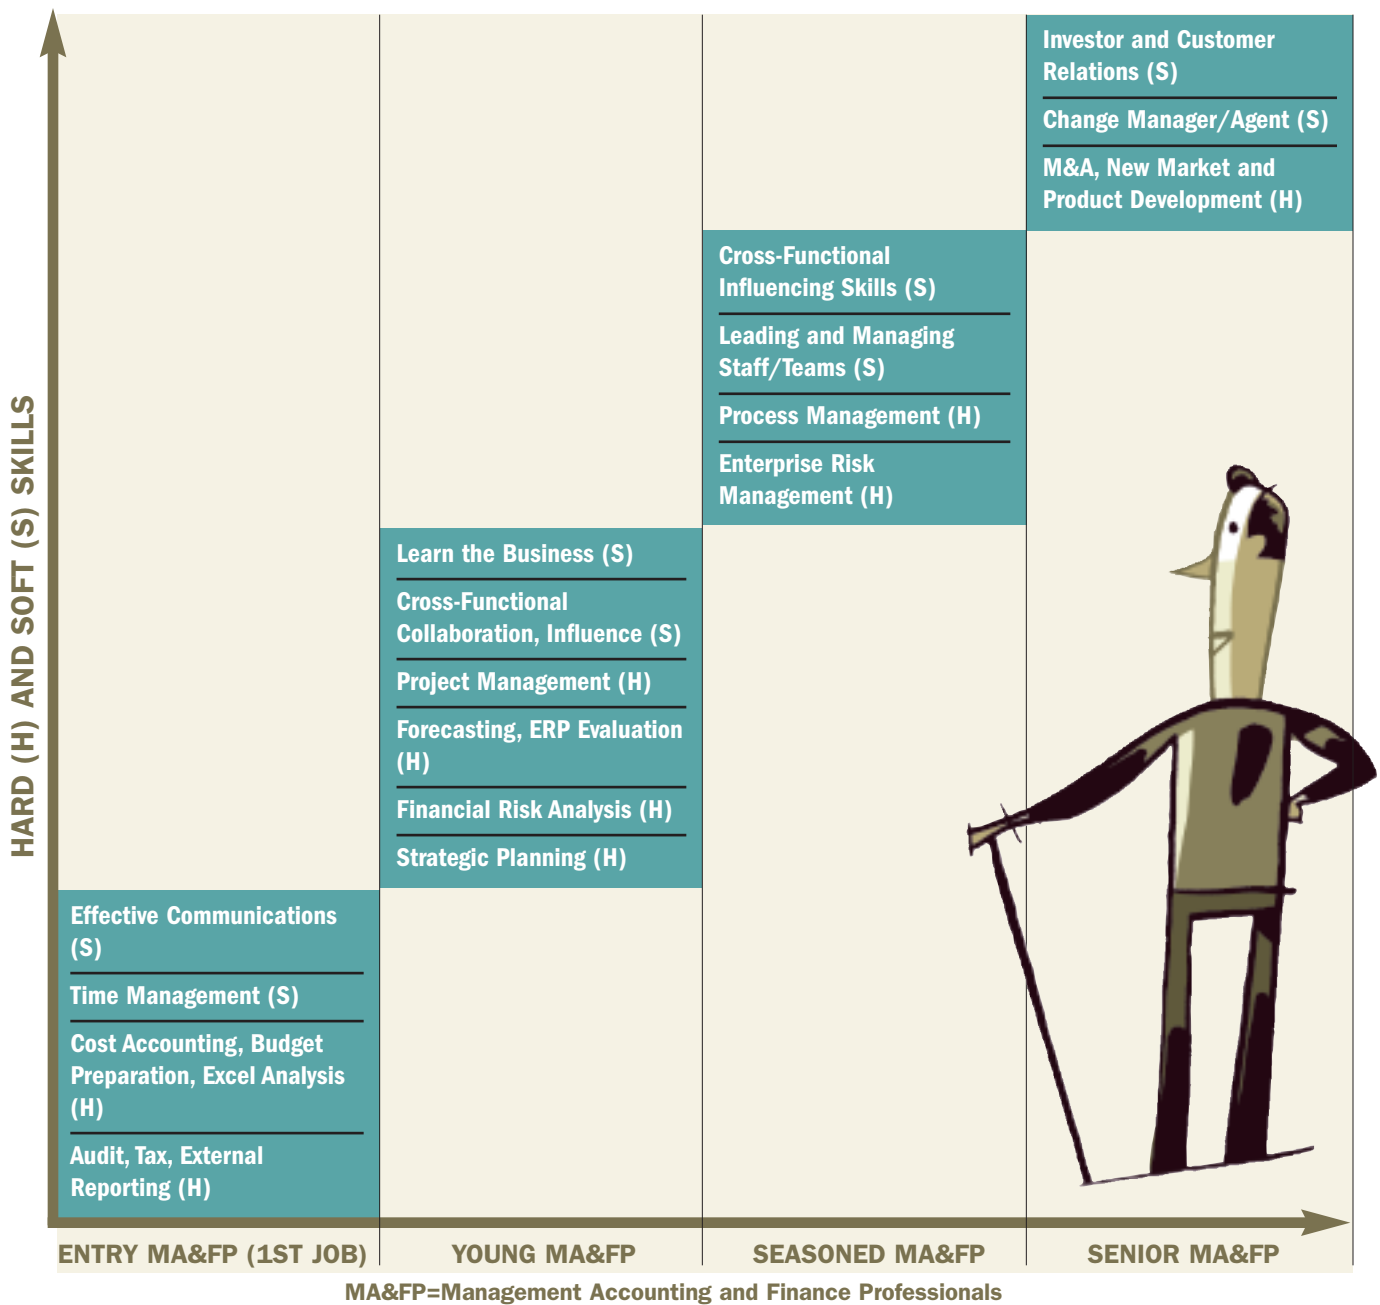 Investor and Customer
Relations (S)
Change Manager/Agent (S)
M&A, New Market and
Product Development (H)
Cross-Functional
Influencing Skills (S)
Leading and Managing
Staff/Teams (S)
Process Management (H)
Enterprise Risk
Management (H)
Learn the Business (S)
Cross-Functional
Collaboration, Influence (S)
Project Management (H)
Forecasting, ERP Evaluation
(H)
Financial Risk Analysis (H)
Strategic Planning (H)
Effective Communications
(S)
Time Management (S)
Cost Accounting, Budget
Preparation, Excel Analysis
(H)
Audit, Tax, External
Reporting (H)
HARD (H) AND SOFT (S) SKILLS
ENTRY MA&FP (1ST JOB)
YOUNG MA&FP
SEASONED MA&FP
SENIOR MA&FP
MA&FP=Management Accounting and Finance Professionals